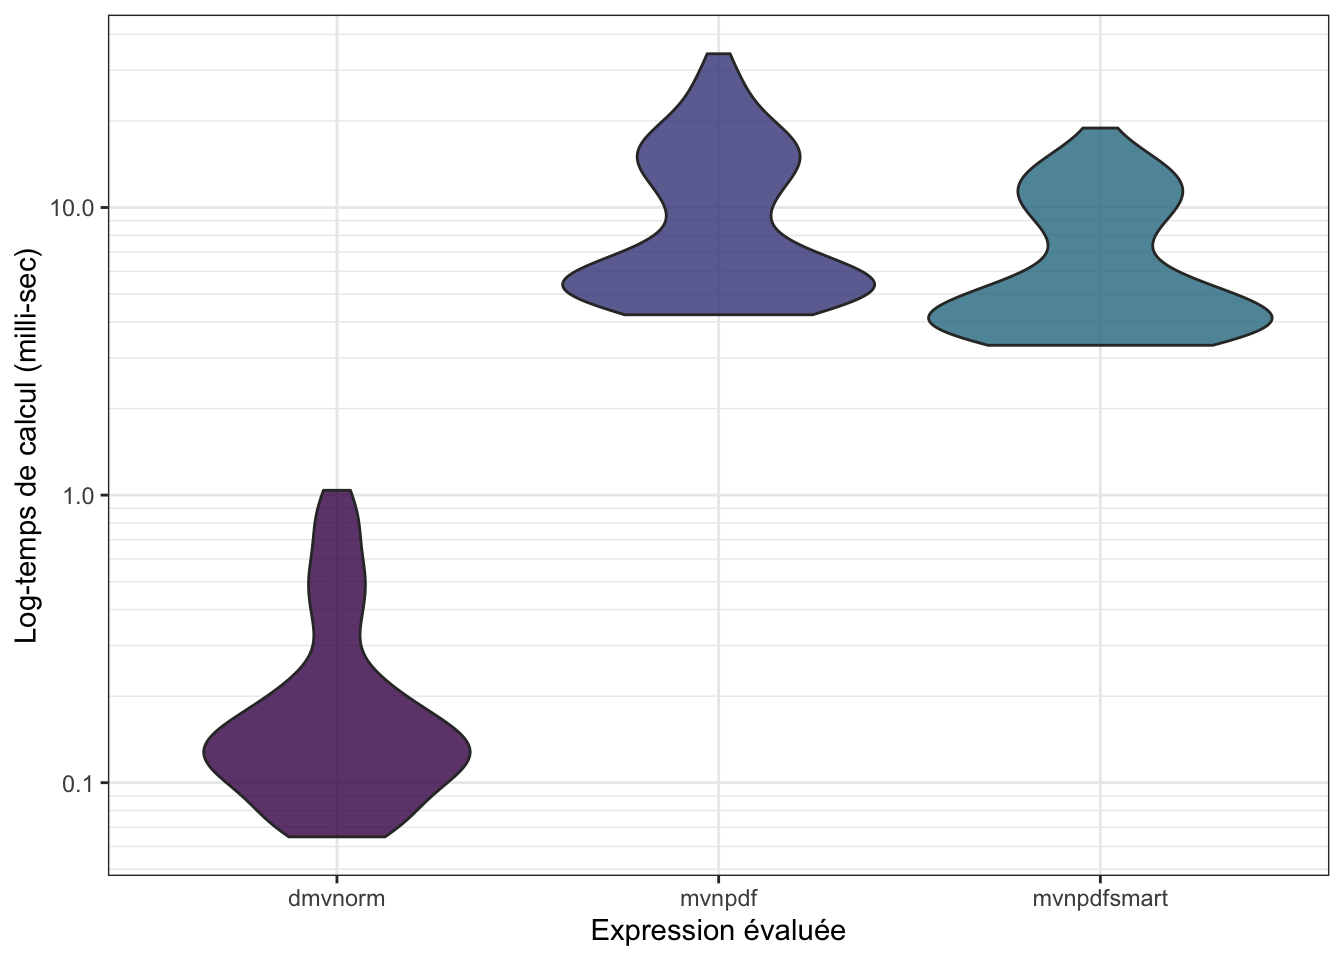 Log-temps de calcul (milli-sec)
10.0
1.0
0.1
dmvnorm
mvnpdf
mvnpdfsmart
Expression évaluée